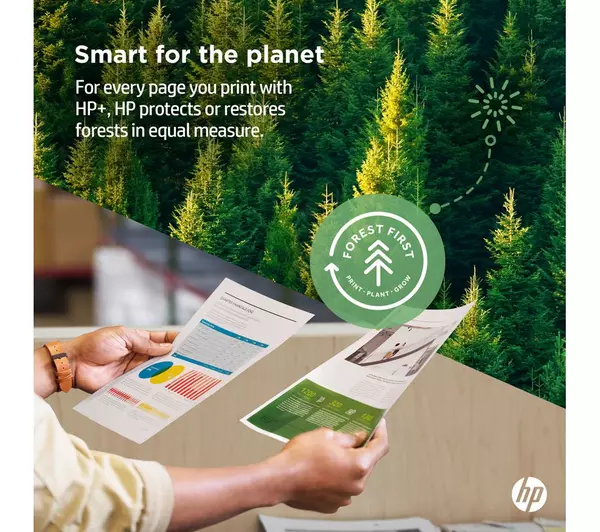 Smart for the planet
For every page you print with
HP+, HP protects or restores
forests in equal measure.
FOREST FIRST
PRINT · PLANT · GROW
hp